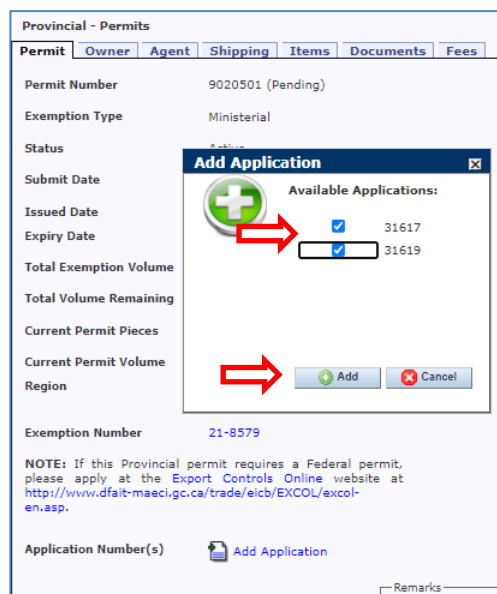 Provincial - Permits
Permit Owner Agent Shipping Items Documents Fees
Permit Number 9020501 (Pending)
Exemption Type Ministerial
Status Active
Add Application
Submit Date
Available Applications:
Issued Date
31617
Expiry Date
31619
Total Exemption Volume
Total Volume Remaining
Current Permit Pieces
Current Permit Volume
Add Cancel
Region
Exemption Number 21-8579
NOTE: If this Provincial permit requires a Federal permit,
please apply at the Export Controls Online website at
http://www.dfait-maeci.gc.ca/trade/eicb/EXCOL/excol-
en.asp.
Application Number(s) Add Application
Remarks